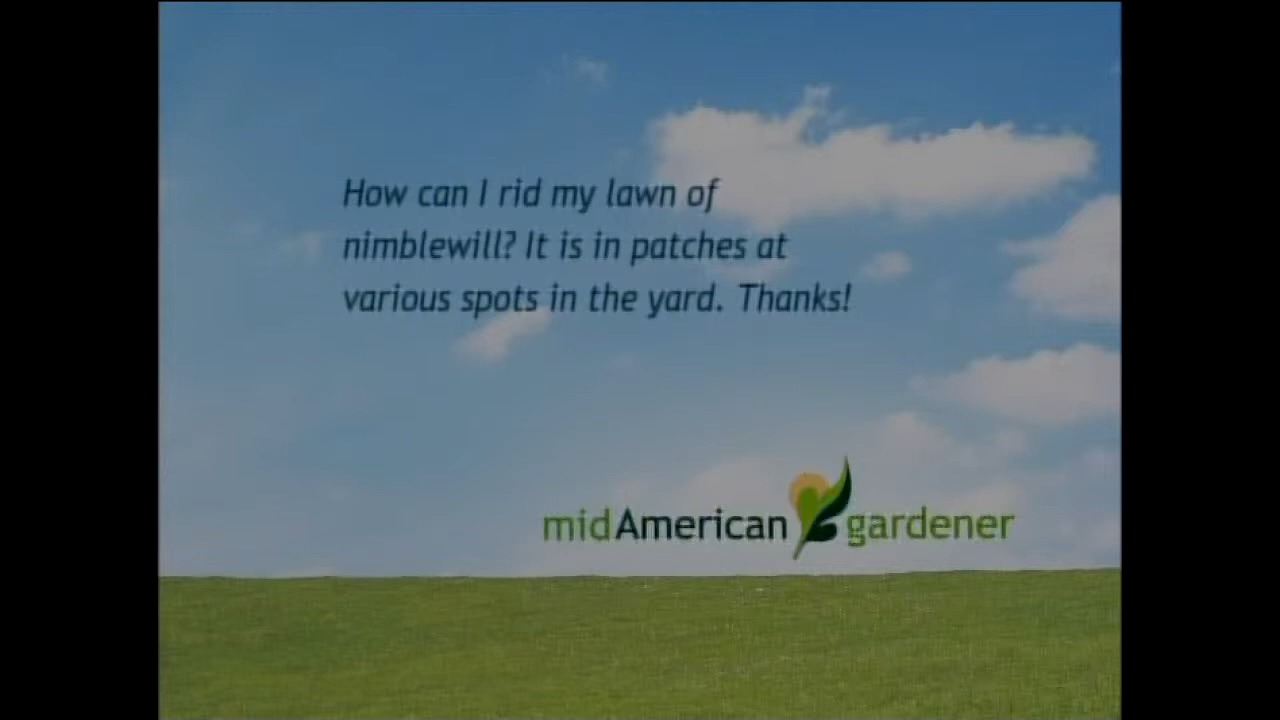 How can I rid my lawn of
nimblewill? It is in patches at
various spots in the yard. Thanks!
midAmerican gardener